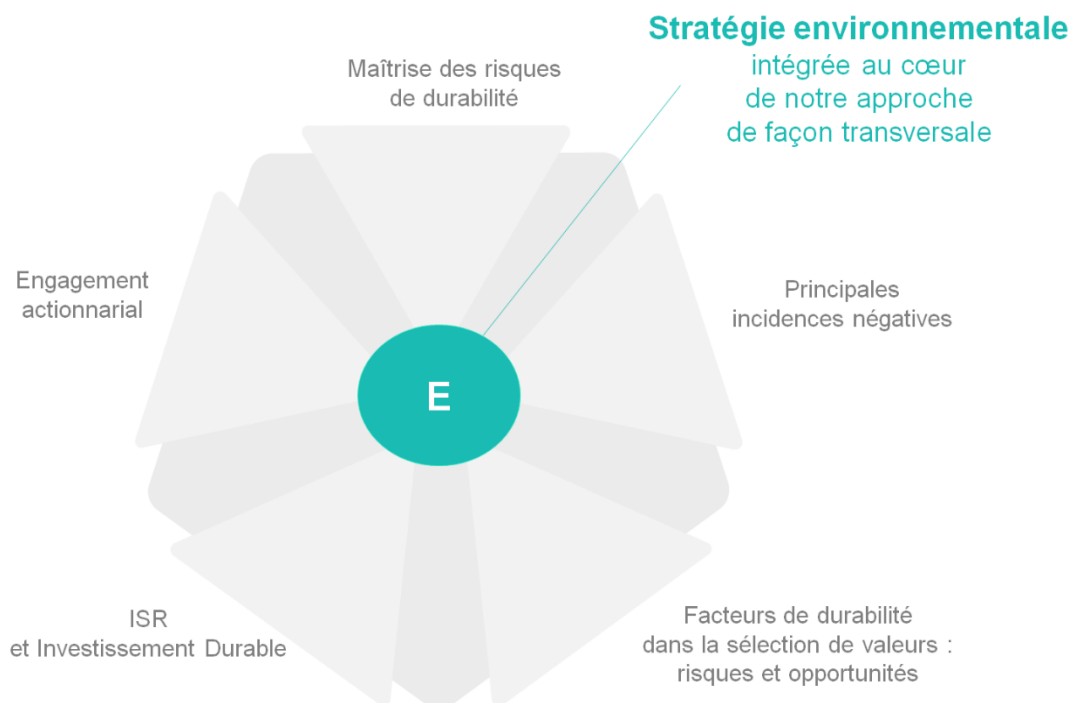 Stratégie environnementale
intégrée au cœur
de notre approche
de façon transversale
Maîtrise des risques
de durabilité
Engagement
actionnarial
Principales
incidences négatives
E
ISR
et Investissement Durable
Facteurs de durabilité
dans la sélection de valeurs :
risques et opportunités